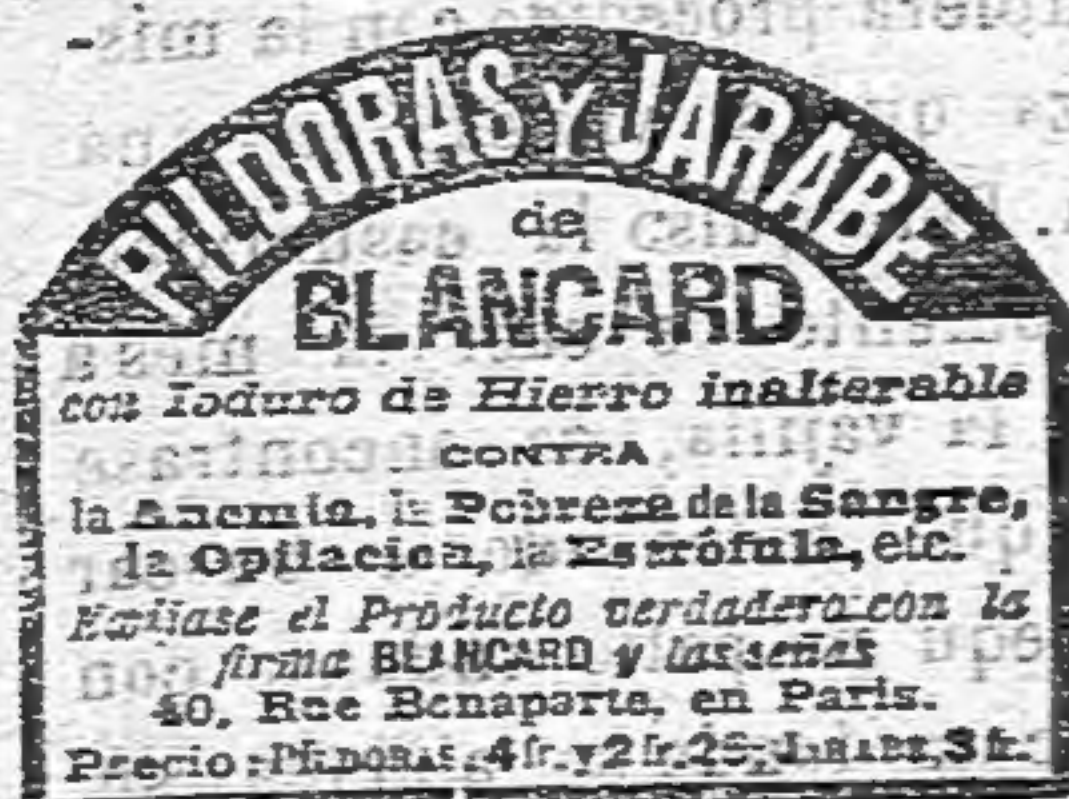 PILDORAS Y JARABE
de
BLANCARD
con Ioduro de Hierro inalterable
CONTRA
la Anemia, la Pobreza de la Sangre,
la Opilacion, la Escrófula, etc.
Exijase el Producto verdadero con la
firma BLANCARD y las señas
40, Rue Bonaparte, en Paris.
Precio: PILDORAS, 4 fr. y 2 fr. 25; JARABE, 3 fr.